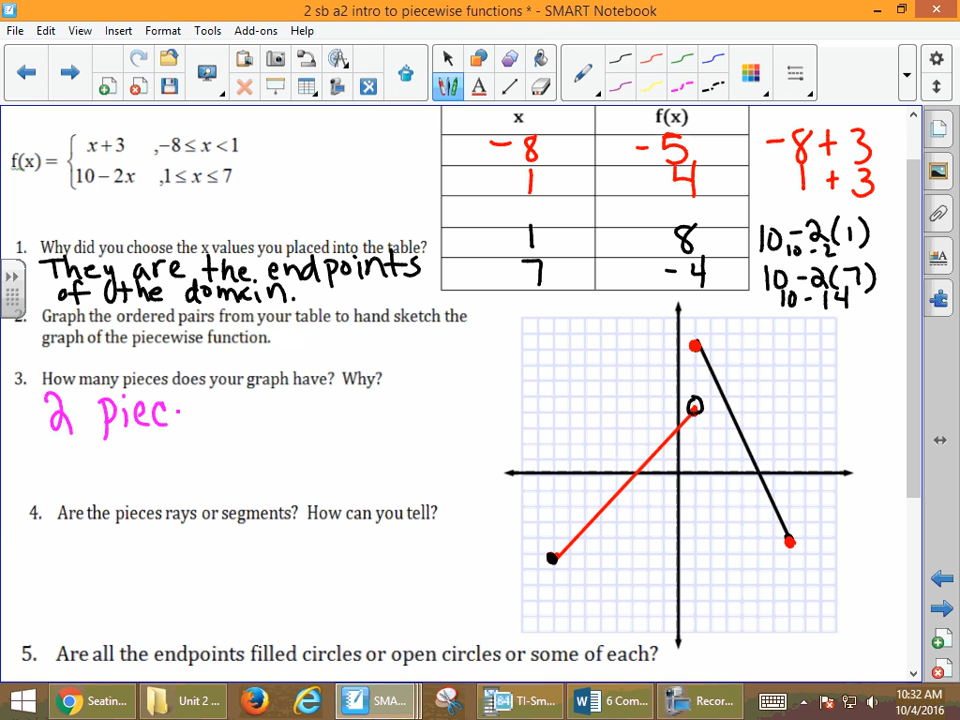 2 sb a2 intro to piecewise functions * - SMART Notebook
File Edit View Insert Format Tools Add-ons Help
x f(x)
f(x) = { x + 3 , −8 ≤ x < 1
10 − 2x , 1 ≤ x ≤ 7
-8 -5 -8 + 3
1 4 1 + 3
1 8 10 - 2(1)
10 - 2
7 -4 10 - 2(7)
10 - 14
1. Why did you choose the x values you placed into the table?
They are the endpoints
of the domain.
2. Graph the ordered pairs from your table to hand sketch the
graph of the piecewise function.
3. How many pieces does your graph have? Why?
2 piec
4. Are the pieces rays or segments? How can you tell?
5. Are all the endpoints filled circles or open circles or some of each?
Seatin... Unit 2 ... SMA... TI-Sm... 6 Com... Recor...
10:32 AM
10/4/2016